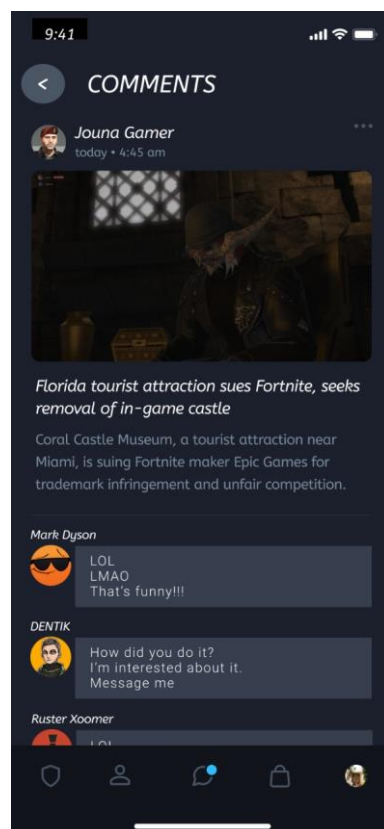 9:41
<
COMMENTS
Jouna Gamer
today • 4:45 am
Florida tourist attraction sues Fortnite, seeks
removal of in-game castle
Coral Castle Museum, a tourist attraction near
Miami, is suing Fortnite maker Epic Games for
trademark infringement and unfair competition.
Mark Dyson
LOL
LMAO
That's funny!!!
DENTIK
How did you do it?
I'm interested about it.
Message me
Ruster Xoomer
LOL